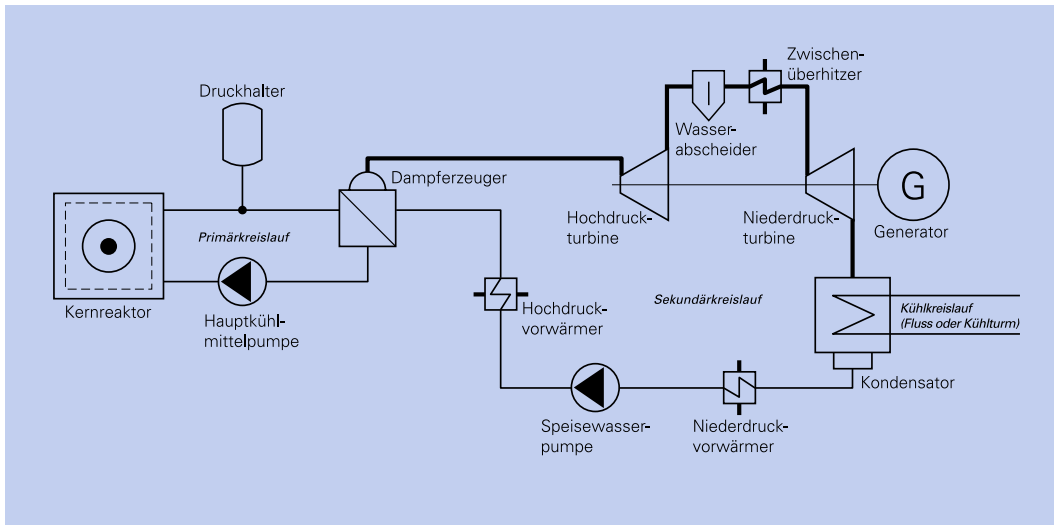 Zwischen-
überhitzer
Druckhalter
Wasser-
abscheider
Dampferzeuger
G
Hochdruck-
turbine
Niederdruck-
turbine
Generator
Primärkreislauf
Kernreaktor
Hauptkühl-
mittelpumpe
Hochdruck-
vorwärmer
Sekundärkreislauf
Kühlkreislauf
(Fluss oder Kühlturm)
Kondensator
Speisewasser-
pumpe
Niederdruck-
vorwärmer